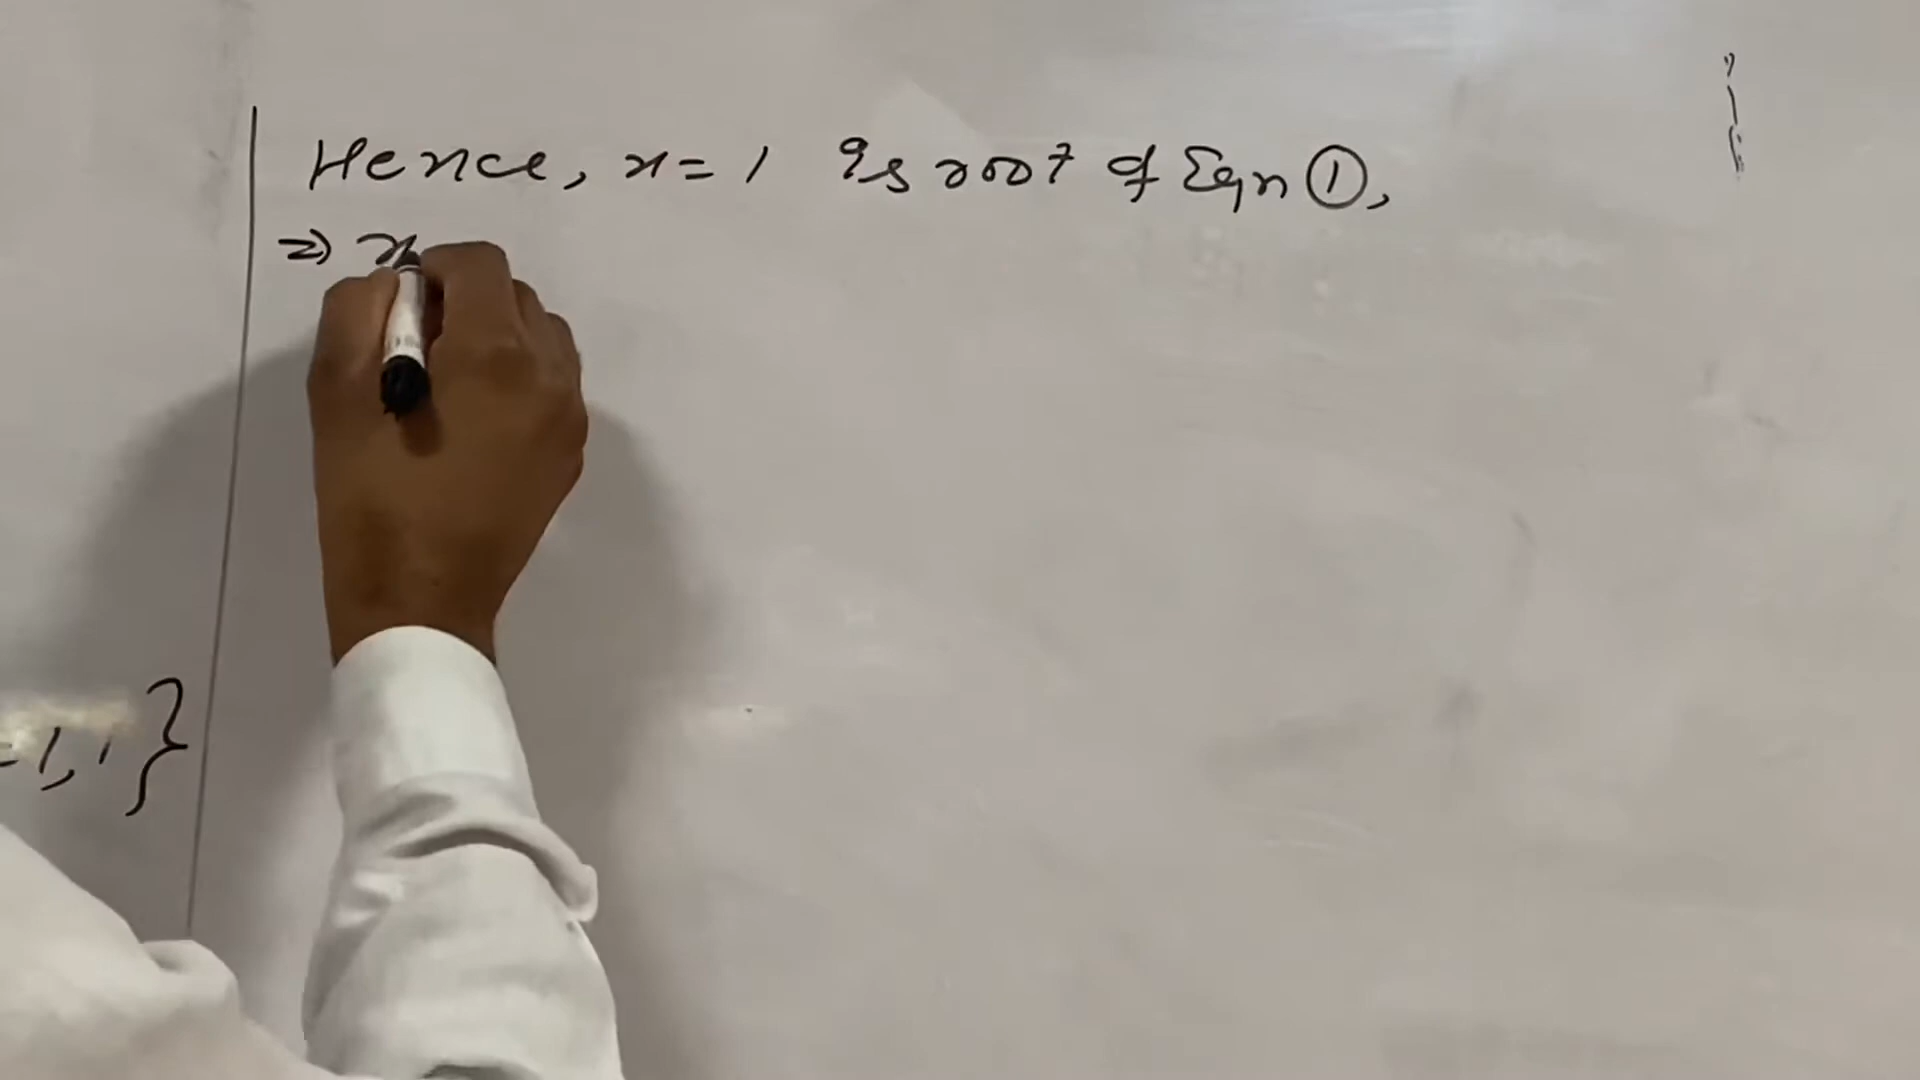 Hence, x = 1 is root of Eqn ①,
⇒ x
-1, 1 }